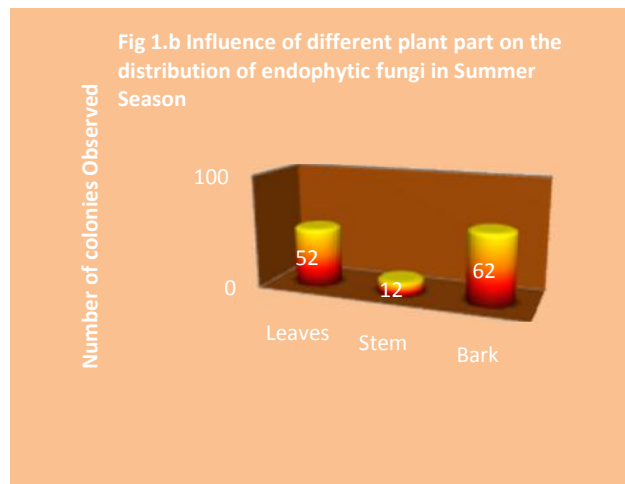 Fig 1.b Influence of different plant part on the
distribution of endophytic fungi in Summer
Season
Number of colonies Observed
100
0
52
12
62
Leaves
Stem
Bark